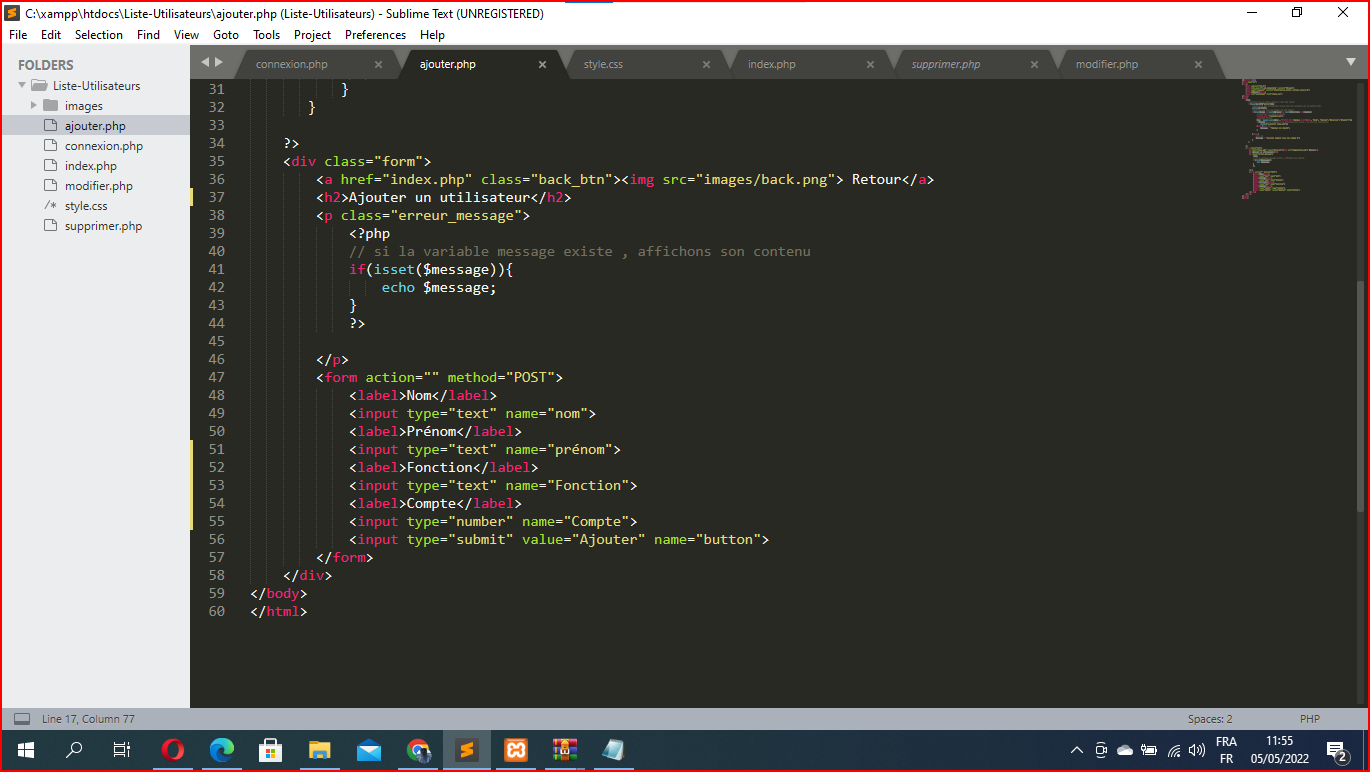 C:\xampp\htdocs\Liste-Utilisateurs\ajouter.php (Liste-Utilisateurs) - Sublime Text (UNREGISTERED)
File Edit Selection Find View Goto Tools Project Preferences Help
FOLDERS
Liste-Utilisateurs
images
ajouter.php
connexion.php
index.php
modifier.php
/* style.css
supprimer.php
connexion.php × ajouter.php × style.css × index.php × supprimer.php × modifier.php ×
31 }
32 }
33
34 ?>
35 <div class="form">
36 <a href="index.php" class="back_btn"><img src="images/back.png"> Retour</a>
37 <h2>Ajouter un utilisateur</h2>
38 <p class="erreur_message">
39 <?php
40 // si la variable message existe , affichons son contenu
41 if(isset($message)){
42 echo $message;
43 }
44 ?>
45
46 </p>
47 <form action="" method="POST">
48 <label>Nom</label>
49 <input type="text" name="nom">
50 <label>Prénom</label>
51 <input type="text" name="prénom">
52 <label>Fonction</label>
53 <input type="text" name="Fonction">
54 <label>Compte</label>
55 <input type="number" name="Compte">
56 <input type="submit" value="Ajouter" name="button">
57 </form>
58 </div>
59 </body>
60 </html>
Line 17, Column 77 Spaces: 2 PHP
FRA
FR
11:55
05/05/2022
2